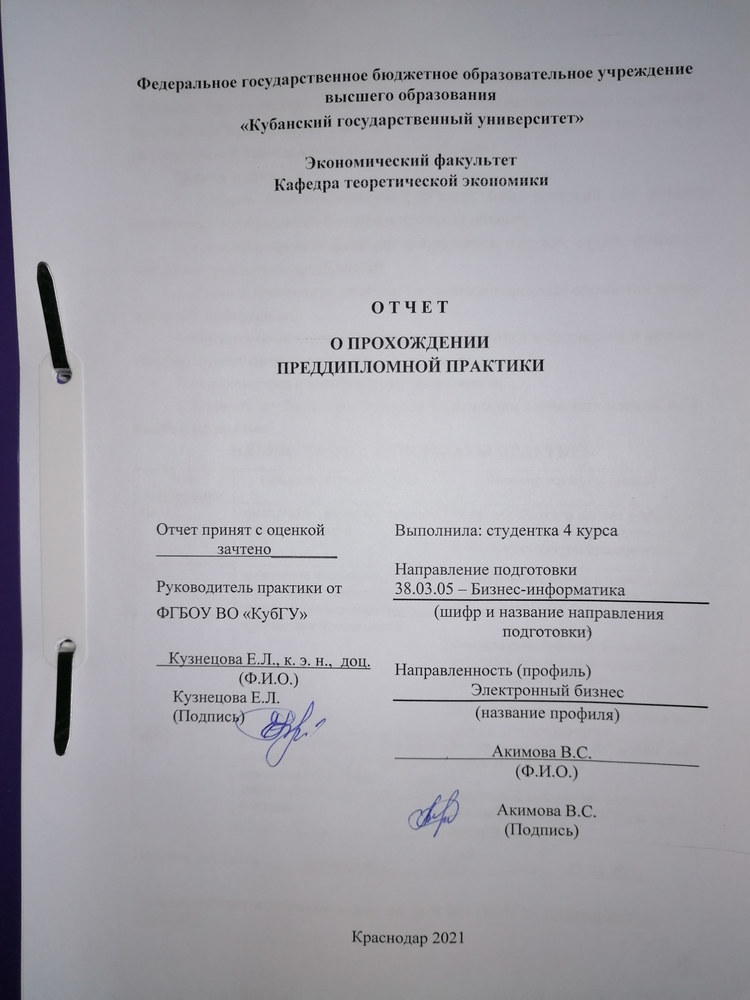 Федеральное государственное бюджетное образовательное учреждение
высшего образования
«Кубанский государственный университет»
Экономический факультет
Кафедра теоретической экономики
О Т Ч Е Т
О ПРОХОЖДЕНИИ
ПРЕДДИПЛОМНОЙ ПРАКТИКИ
Отчет принят с оценкой
зачтено
Руководитель практики от
ФГБОУ ВО «КубГУ»
Кузнецова Е.Л., к. э. н., доц.
(Ф.И.О.)
Кузнецова Е.Л.
(Подпись)
Выполнила: студентка 4 курса
Направление подготовки
38.03.05 – Бизнес-информатика
(шифр и название направления
подготовки)
Направленность (профиль)
Электронный бизнес
(название профиля)
Акимова В.С.
(Ф.И.О.)
Акимова В.С.
(Подпись)
Краснодар 2021